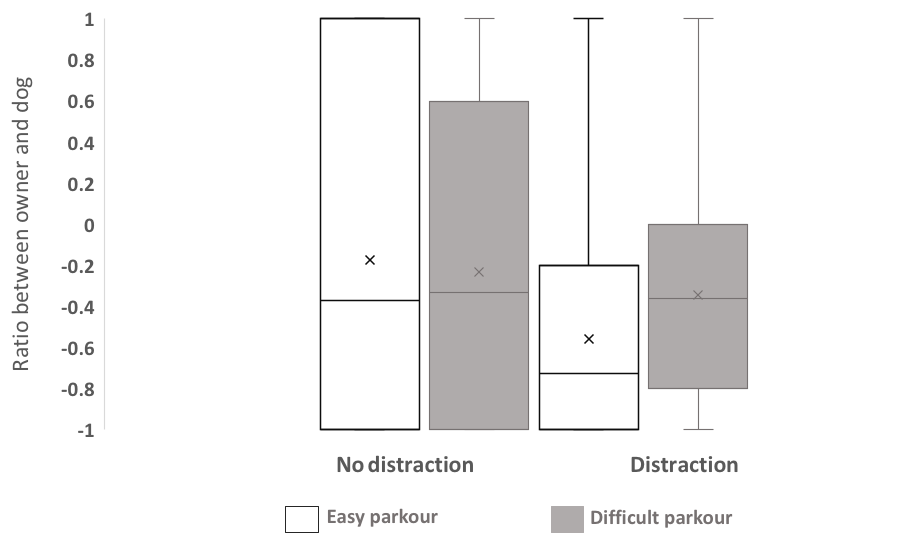 Ratio between owner and dog
1
0.8
0.6
0.4
0.2
0
-0.2
-0.4
-0.6
-0.8
-1
No distraction
Distraction
Easy parkour
Difficult parkour